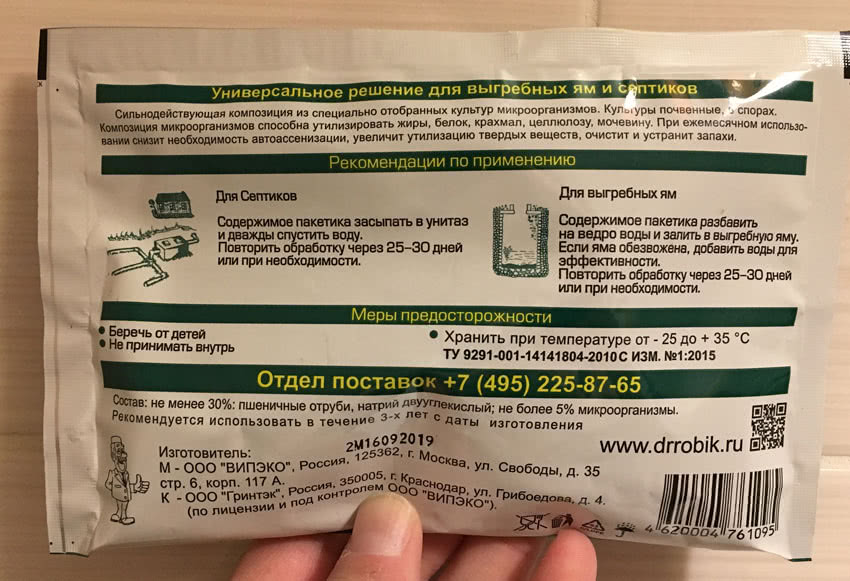 Универсальное решение для выгребных ям и септиков
Сильнодействующая композиция из специально отобранных культур микроорганизмов. Культуры почвенные, в спорах.
Композиция микроорганизмов способна утилизировать жиры, белок, крахмал, целлюлозу, мочевину. При ежемесячном использо-
вании снизит необходимость автоассенизации, увеличит утилизацию твердых веществ, очистит и устранит запахи.
Рекомендации по применению
Для Септиков
Содержимое пакетика засыпать в унитаз
и дважды спустить воду.
Повторить обработку через 25–30 дней
или при необходимости.
Для выгребных ям
Содержимое пакетика разбавить
на ведро воды и залить в выгребную яму.
Если яма обезвожена, добавить воды для
эффективности.
Повторить обработку через 25–30 дней
или при необходимости.
Меры предосторожности
• Беречь от детей
• Не принимать внутрь
• Хранить при температуре от - 25 до + 35 °C
ТУ 9291-001-14141804-2010 С ИЗМ. №1:2015
Отдел поставок +7 (495) 225-87-65
Состав: не менее 30%: пшеничные отруби, натрий двууглекислый; не более 5% микроорганизмы.
Рекомендуется использовать в течение 3-х лет с даты изготовления
2М16092019
www.drrobik.ru
Изготовитель:
М - ООО "ВИПЭКО", Россия, 125362, г. Москва, ул. Свободы, д. 35
стр. 6, корп. 117 А.
К - ООО "Гринтэк", Россия, 350005, г. Краснодар, ул. Грибоедова, д. 4.
(по лицензии и под контролем ООО "ВИПЭКО").
4 620004 761095